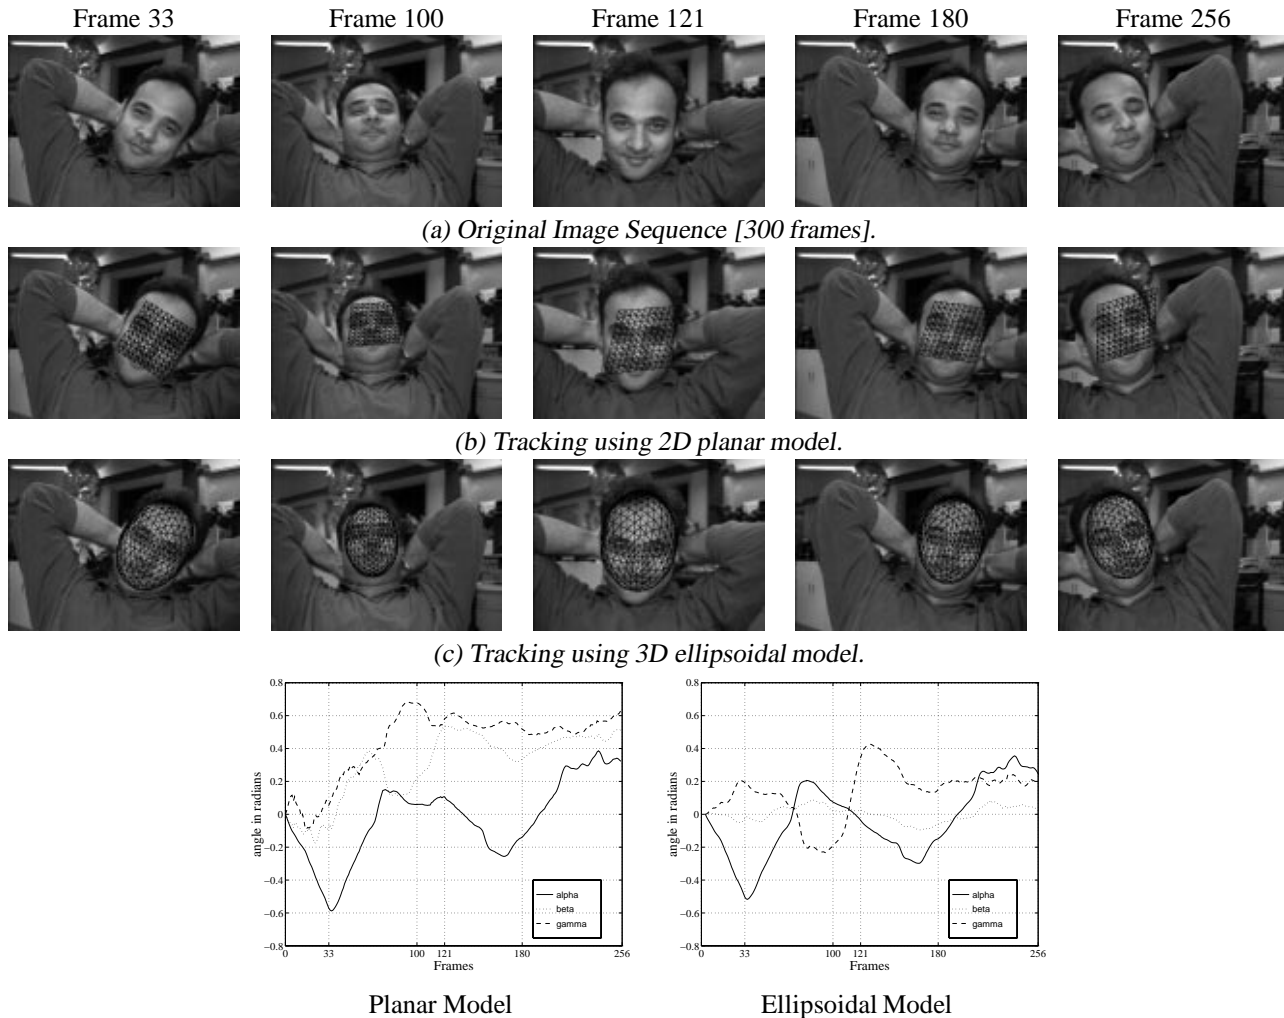 Frame 33 Frame 100 Frame 121 Frame 180 Frame 256
(a) Original Image Sequence [300 frames].
(b) Tracking using 2D planar model.
(c) Tracking using 3D ellipsoidal model.
0.8
0.6
0.4
0.2
0
−0.2
−0.4
−0.6
−0.8
angle in radians
alpha
beta
gamma
0 33 100 121 180 256
Frames
Planar Model
0.8
0.6
0.4
0.2
0
−0.2
−0.4
−0.6
−0.8
angle in radians
alpha
beta
gamma
0 33 100 121 180 256
Frames
Ellipsoidal Model